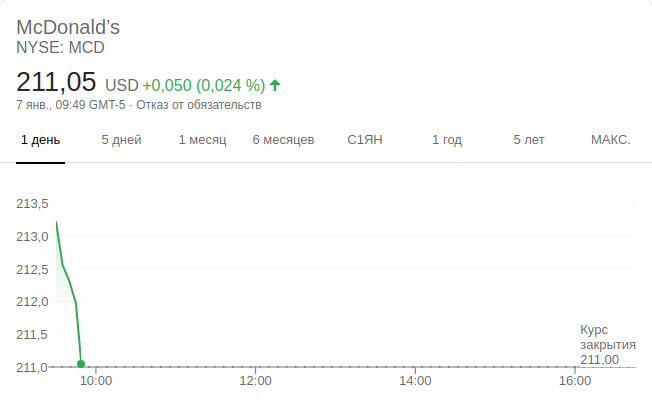 McDonald’s
NYSE: MCD
211,05 USD +0,050 (0,024 %)
7 янв., 09:49 GMT-5 · Отказ от обязательств
1 день 5 дней 1 месяц 6 месяцев С1ЯН 1 год 5 лет МАКС.
213,5
213,0
212,5
212,0
211,5
211,0
Курс
закрытия
211,00
10:00 12:00 14:00 16:00